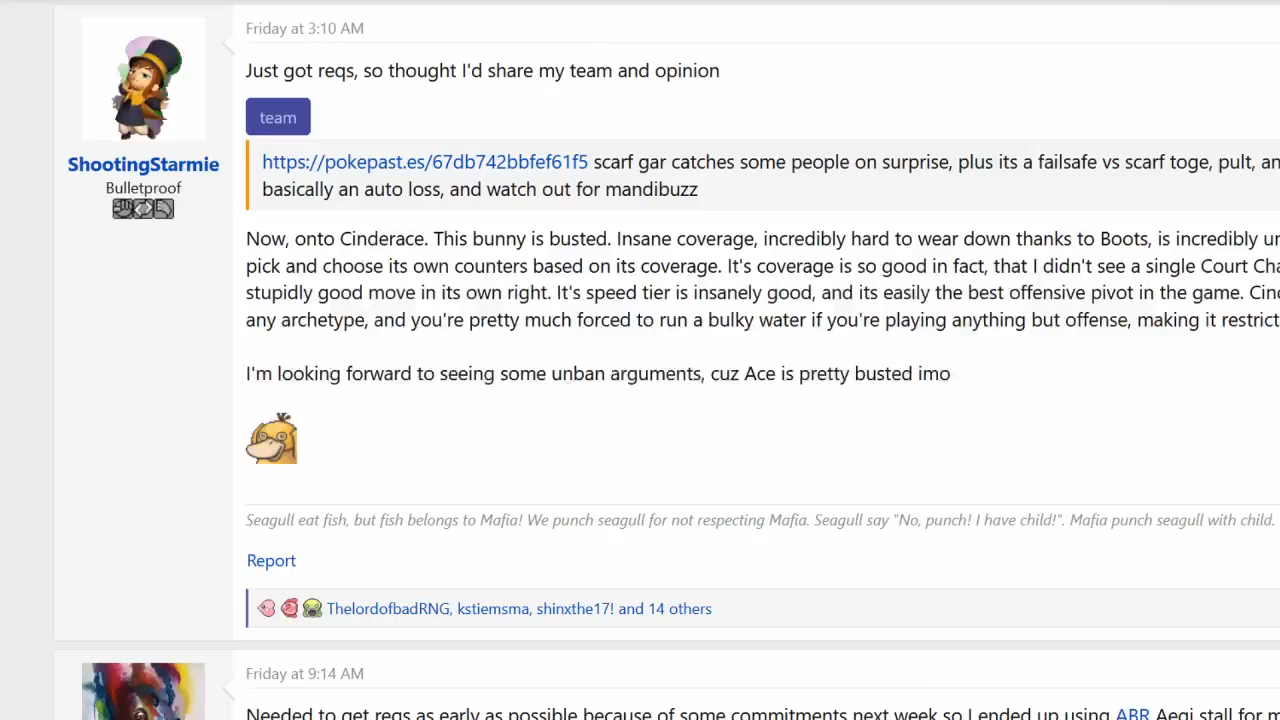 Friday at 3:10 AM
Just got reqs, so thought I'd share my team and opinion
team
https://pokepast.es/67db742bbfef61f5 scarf gar catches some people on surprise, plus its a failsafe vs scarf toge, pult, an
ShootingStarmie
basically an auto loss, and watch out for mandibuzz
Bulletproof
Now, onto Cinderace. This bunny is busted. Insane coverage, incredibly hard to wear down thanks to Boots, is incredibly
pick and choose its own counters based on its coverage. It's coverage is so good in fact, that I didn't see a single Court Cha
stupidly good move in its own right. It's speed tier is insanely good, and its easily the best offensive pivot in the game. Cinc
any archetype, and you're pretty much forced to run a bulky water if you're playing anything but offense, making it restrict
I'm looking forward to seeing some unban arguments, cuz Ace is pretty busted imo
Seagull eat fish, but fish belongs to Mafia! We punch seagull for not respecting Mafia. Seagull say "No, punch! I have child!". Mafia punch seagull with child.
Report
ThelordofbadRNG, kstiemsma, shinxthe17! and 14 others
Friday at 9:14 AM
Needed to get reqs as early as possible because of some commitments next week so I ended up using ABR Aegi stall for